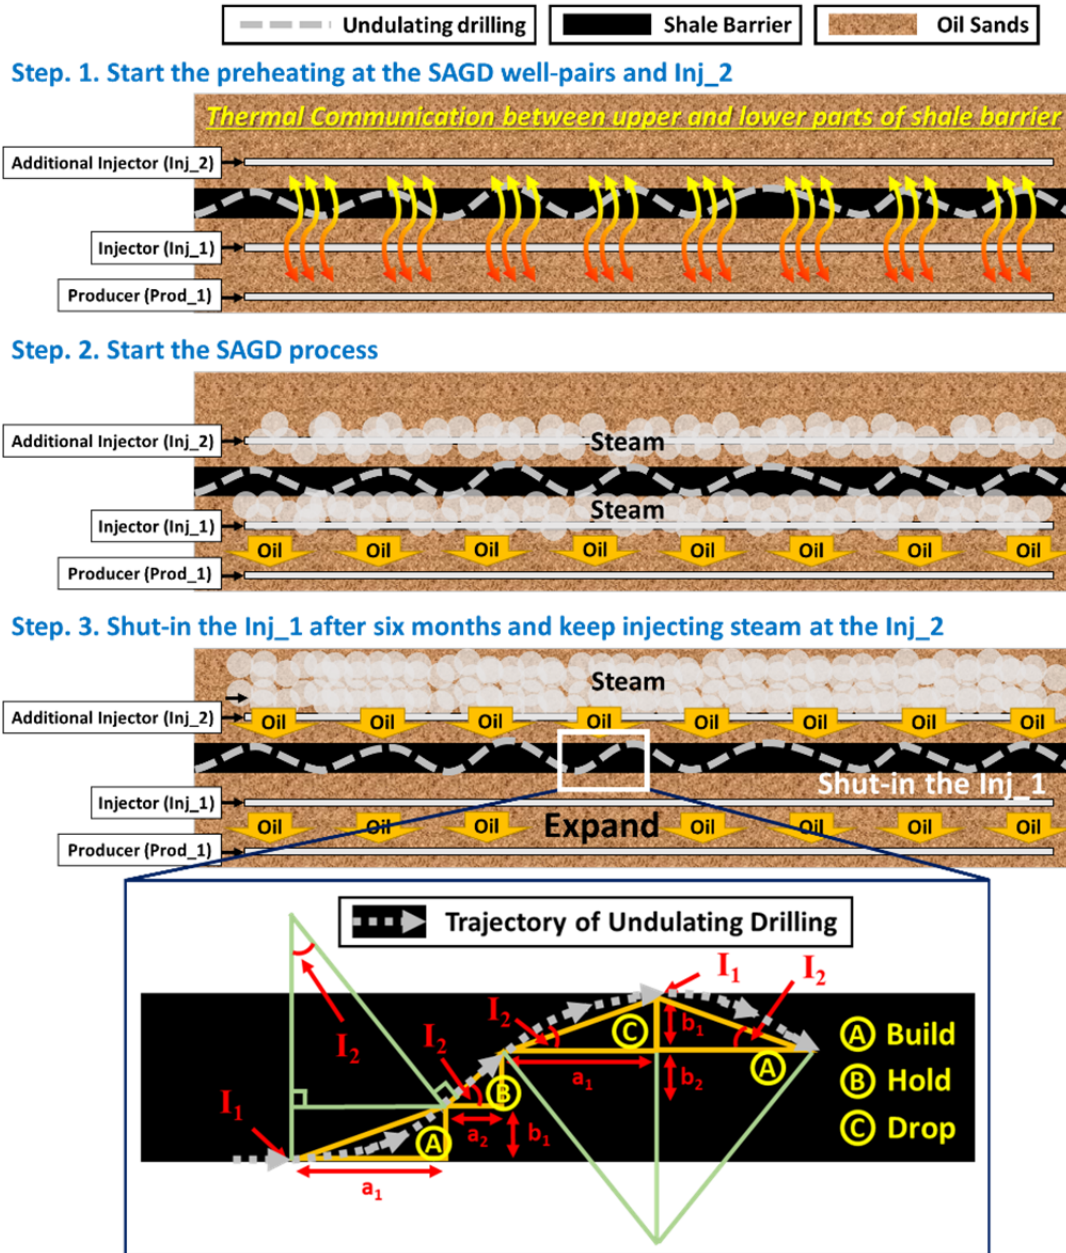 Undulating drilling
Shale Barrier
Oil Sands
Step. 1. Start the preheating at the SAGD well-pairs and Inj_2
Thermal Communication between upper and lower parts of shale barrier
Additional Injector (Inj_2)
Injector (Inj_1)
Producer (Prod_1)
Step. 2. Start the SAGD process
Additional Injector (Inj_2)
Steam
Steam
Injector (Inj_1)
Oil Oil Oil Oil Oil Oil Oil Oil
Producer (Prod_1)
Step. 3. Shut-in the Inj_1 after six months and keep injecting steam at the Inj_2
Steam
Additional Injector (Inj_2)
Oil Oil Oil Oil Oil Oil Oil Oil
Shut-in the Inj_1
Injector (Inj_1)
Oil Oil Oil Expand Oil Oil Oil Oil
Producer (Prod_1)
Trajectory of Undulating Drilling
I₁
I₂
I₂
I₂
I₂
I₁
b₁
b₂
a₁
C
A
B
A
a₂
b₁
a₁
A Build
B Hold
C Drop